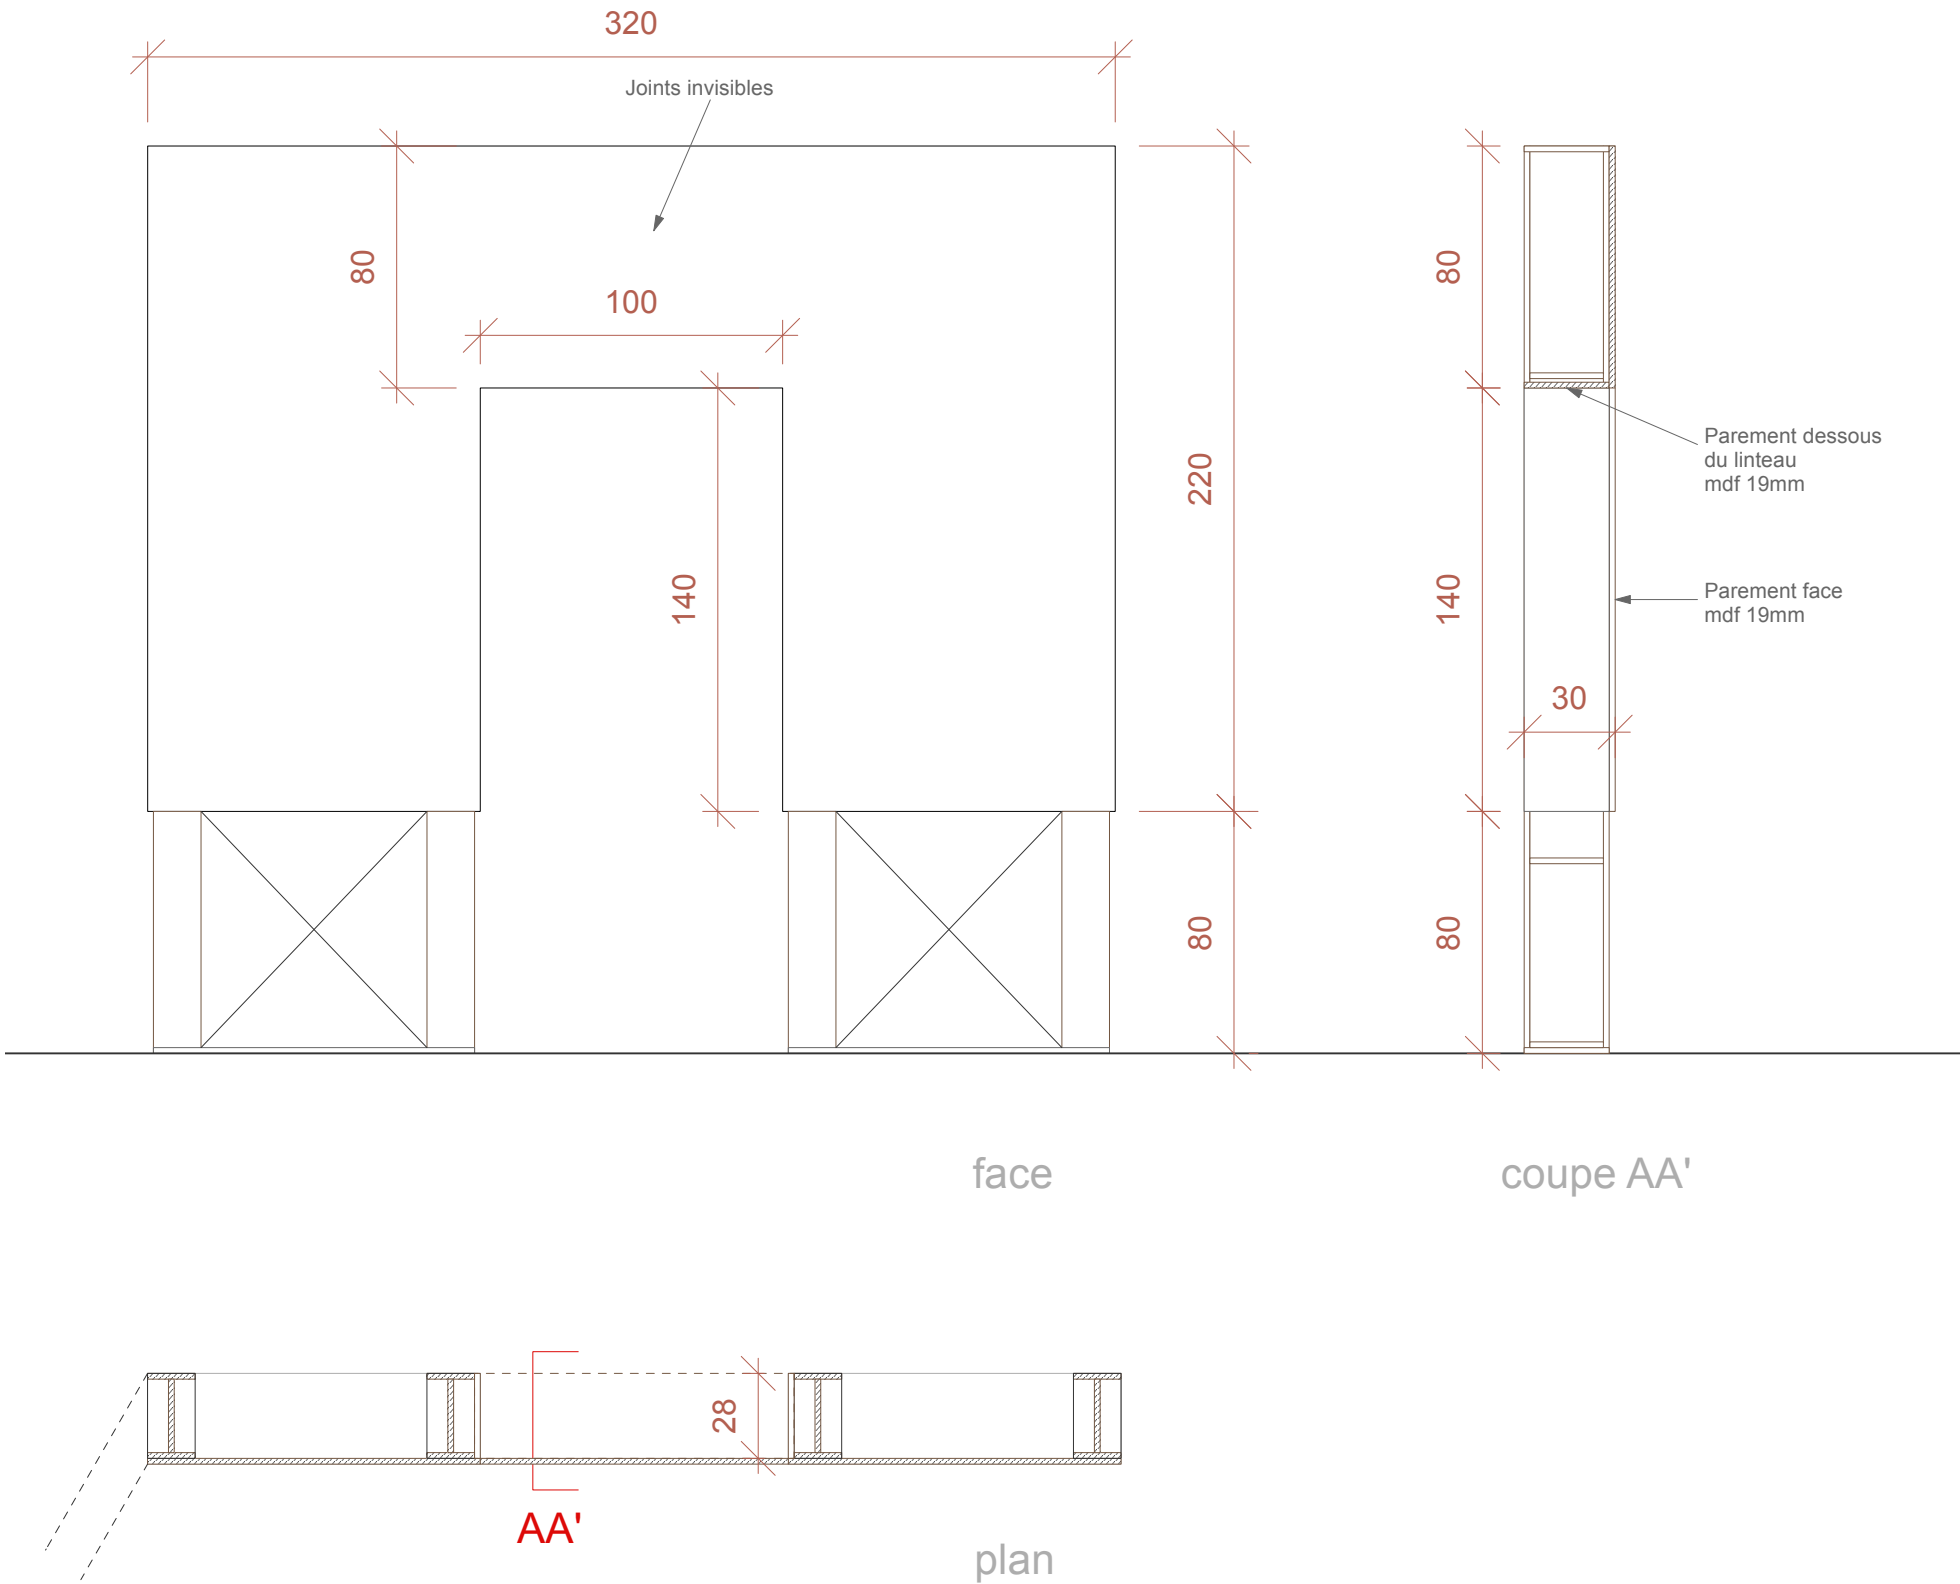 320
Joints invisibles
80
100
140
220
80
80
140
80
30
Parement dessous
du linteau
mdf 19mm
Parement face
mdf 19mm
face
coupe AA'
28
AA'
plan